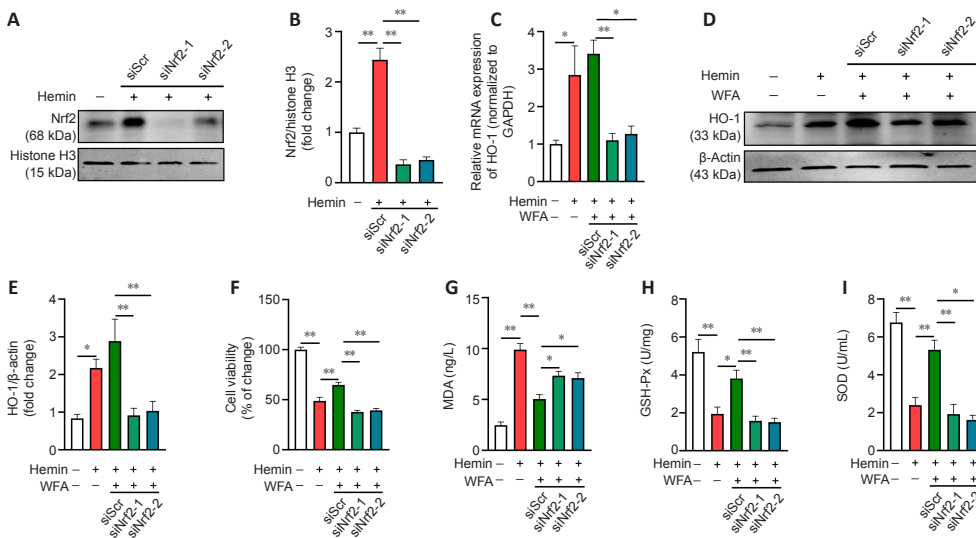 A
siScr
siNrf2-1
siNrf2-2
Hemin – + + +
Nrf2
(68 kDa)
Histone H3
(15 kDa)
B
Nrf2/histone H3
(fold change)
3
2
1
0
** **
**
Hemin – + + +
siScr
siNrf2-1
siNrf2-2
C
Relative mRNA expression
of HO-1 (normalized to
GAPDH)
5
4
3
2
1
0
*
*
**
Hemin – + + + +
WFA + + +
siScr
siNrf2-1
siNrf2-2
D
siScr
siNrf2-1
siNrf2-2
Hemin – + + + +
WFA + + +
HO-1
(33 kDa)
β-Actin
(43 kDa)
E
HO-1/β-actin
(fold change)
4
3
2
1
0
*
**
**
Hemin – + + + +
WFA – + + +
siScr
siNrf2-1
siNrf2-2
F
Cell viability
(% of change)
150
100
50
0
**
**
**
**
Hemin – + + + +
WFA – + + +
siScr
siNrf2-1
siNrf2-2
G
MDA (ng/L)
15
10
5
0
**
**
*
*
Hemin – + + + +
WFA – + + +
siScr
siNrf2-1
siNrf2-2
H
GSH-Px (U/mg)
8
6
4
2
0
**
*
**
**
Hemin – + + + +
WFA – + + +
siScr
siNrf2-1
siNrf2-2
I
SOD (U/mL)
8
6
4
2
0
**
**
**
*
Hemin – + + + +
WFA – + + +
siScr
siNrf2-1
siNrf2-2